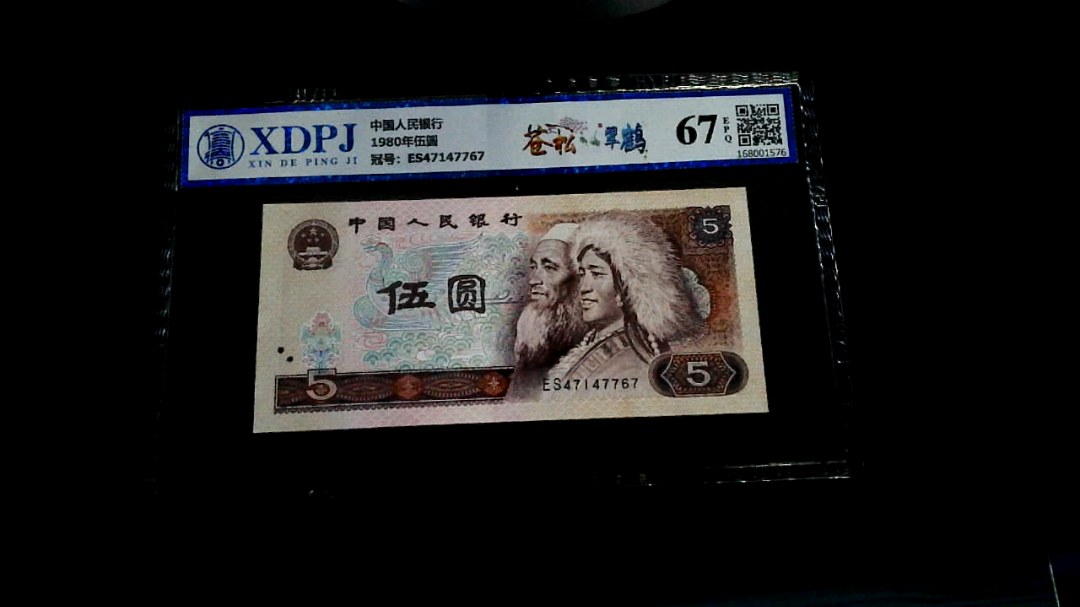 XDPJ
XIN DE PING JI
中国人民银行
1980年伍圆
冠号：ES47147767
苍松翠鹤
67
EPQ
168001576
中国人民银行
5
伍圆
5
ES47147767
5